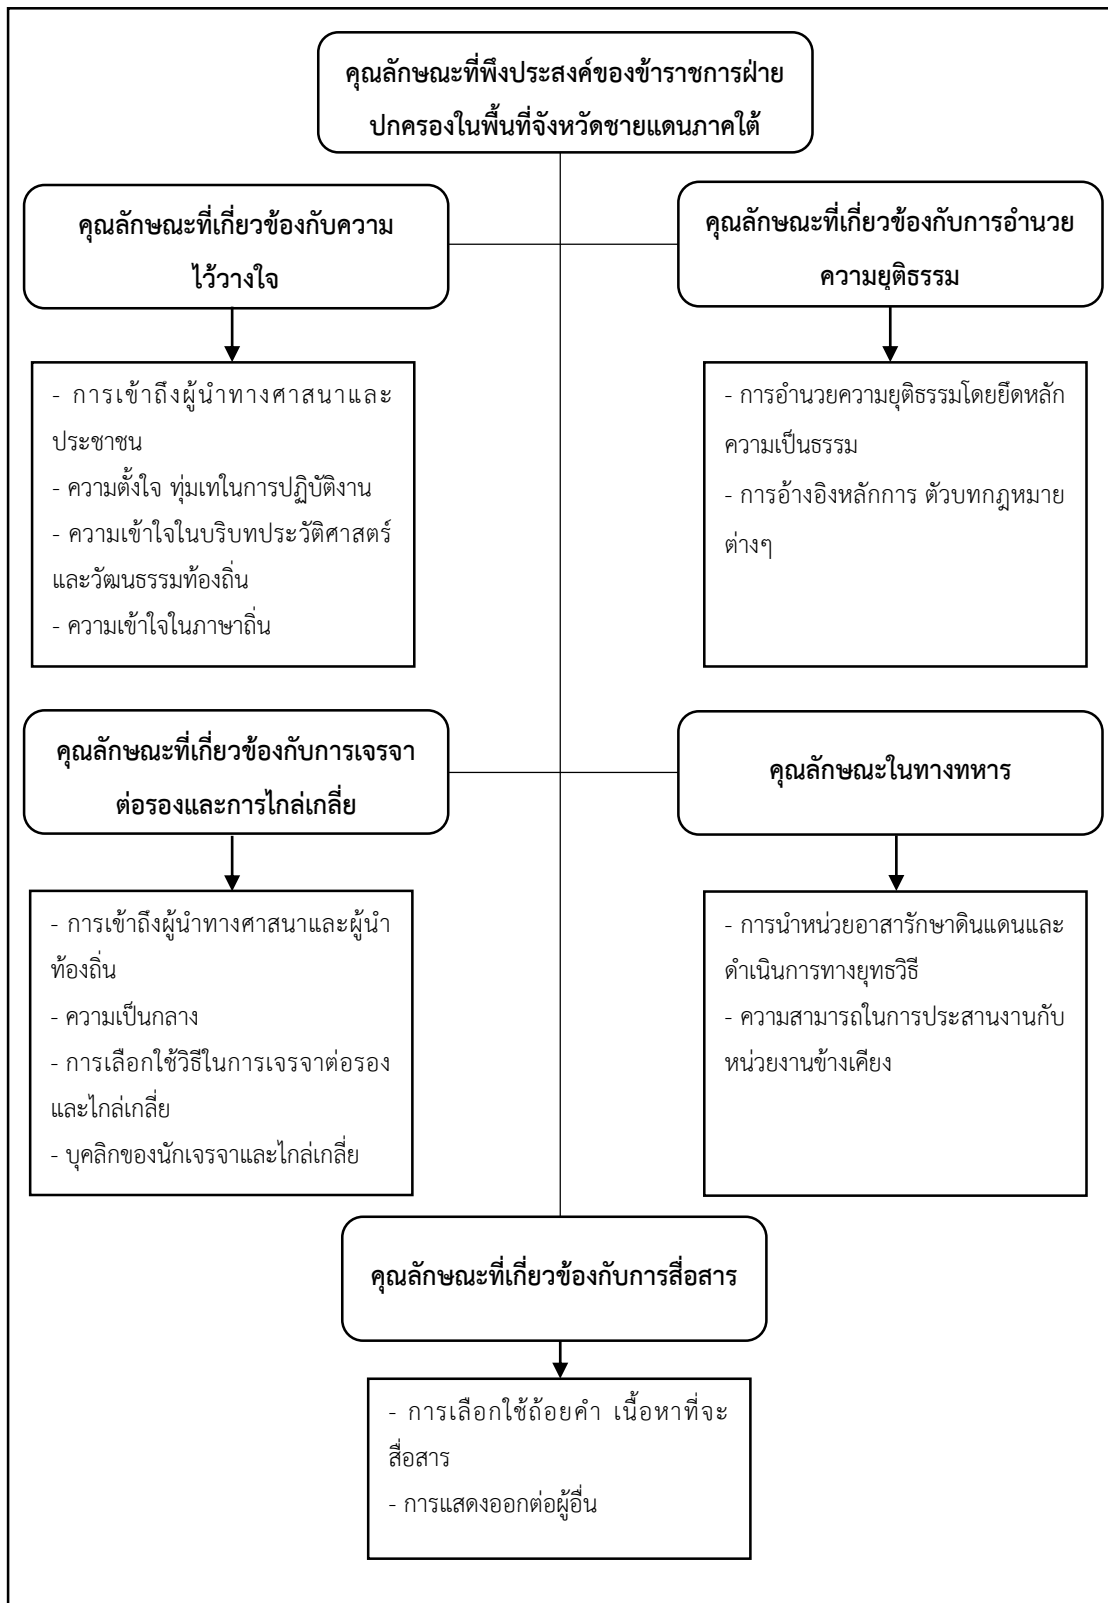 คุณลักษณะที่พึงประสงค์ของข้าราชการฝ่าย
ปกครองในพื้นที่จังหวัดชายแดนภาคใต้
คุณลักษณะที่เกี่ยวข้องกับความ
ไว้วางใจ
คุณลักษณะที่เกี่ยวข้องกับการอำนวย
ความยุติธรรม
- การเข้าถึงผู้นำทางศาสนาและ
ประชาชน
- ความตั้งใจ ทุ่มเทในการปฏิบัติงาน
- ความเข้าใจในบริบทประวัติศาสตร์
และวัฒนธรรมท้องถิ่น
- ความเข้าใจในภาษาถิ่น
- การอำนวยความยุติธรรมโดยยึดหลัก
ความเป็นธรรม
- การอ้างอิงหลักการ ตัวบทกฎหมาย
ต่างๆ
คุณลักษณะที่เกี่ยวข้องกับการเจรจา
ต่อรองและการไกล่เกลี่ย
คุณลักษณะในทางทหาร
- การเข้าถึงผู้นำทางศาสนาและผู้นำ
ท้องถิ่น
- ความเป็นกลาง
- การเลือกใช้วิธีในการเจรจาต่อรอง
และไกล่เกลี่ย
- บุคลิกของนักเจรจาและไกล่เกลี่ย
- การนำหน่วยอาสารักษาดินแดนและ
ดำเนินการทางยุทธวิธี
- ความสามารถในการประสานงานกับ
หน่วยงานข้างเคียง
คุณลักษณะที่เกี่ยวข้องกับการสื่อสาร
- การเลือกใช้ถ้อยคำ เนื้อหาที่จะ
สื่อสาร
- การแสดงออกต่อผู้อื่น